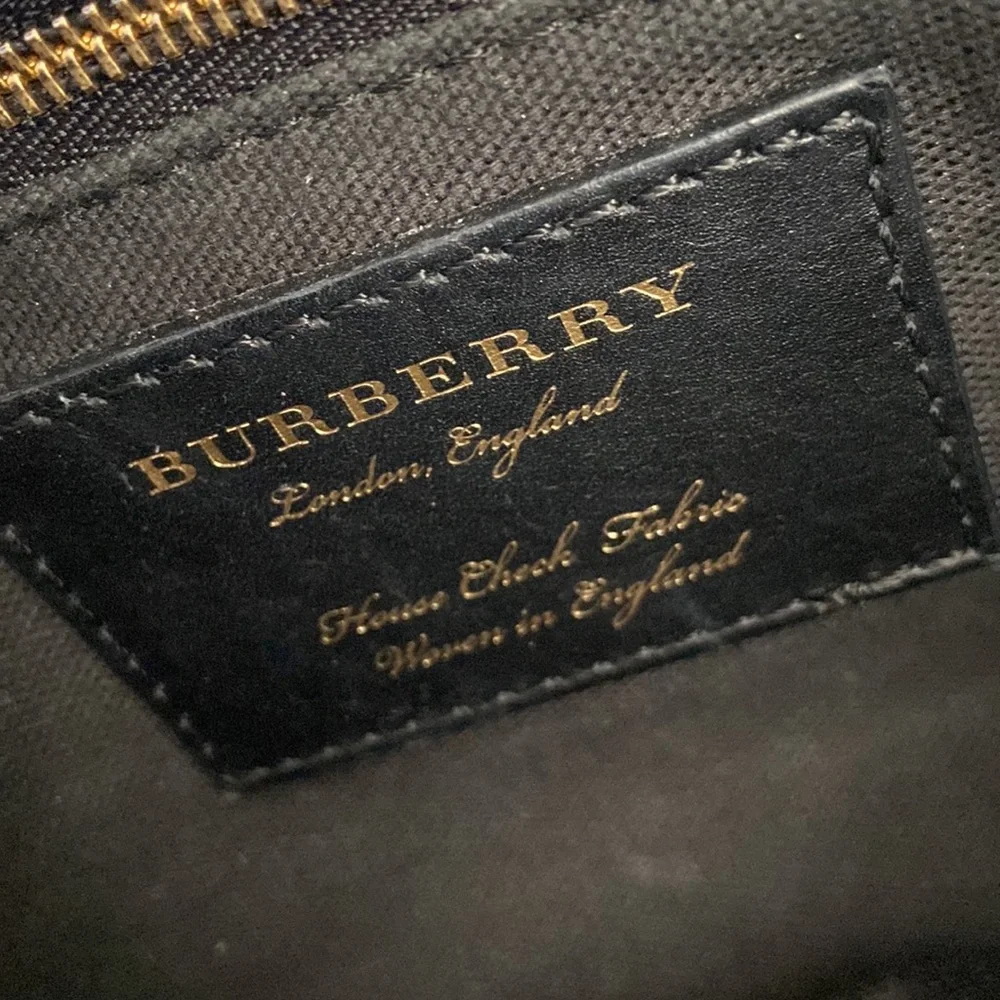 BURBERRY
London, England
House Check Fabric
Woven in England